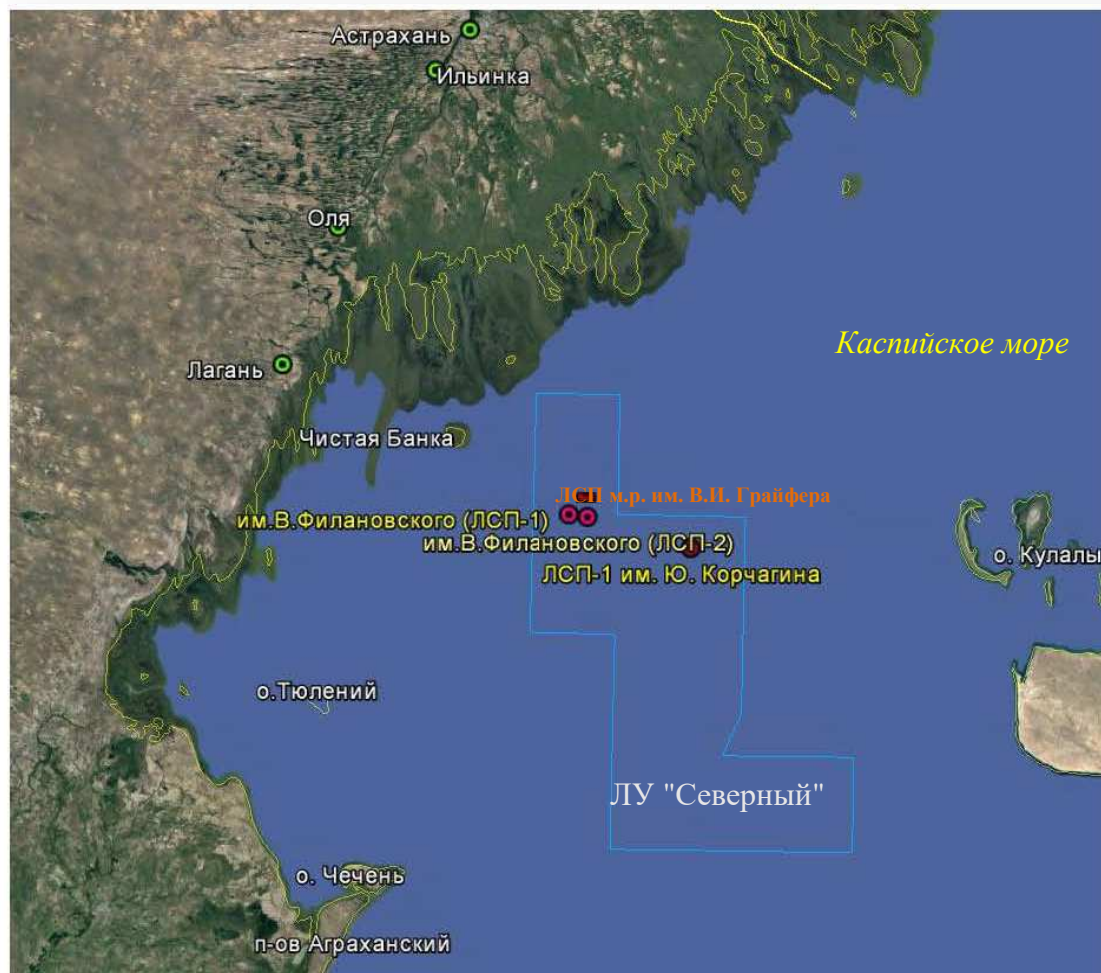 Астрахань
Ильинка
Оля
Каспийское море
Лагань
Чистая Банка
ЛСП м.р. им. В.И. Грайфера
им.В.Филановского (ЛСП-1)
им.В.Филановского (ЛСП-2)
о. Кулалы
ЛСП-1 им. Ю. Корчагина
о.Тюлений
ЛУ "Северный"
о. Чечень
п-ов Аграханский